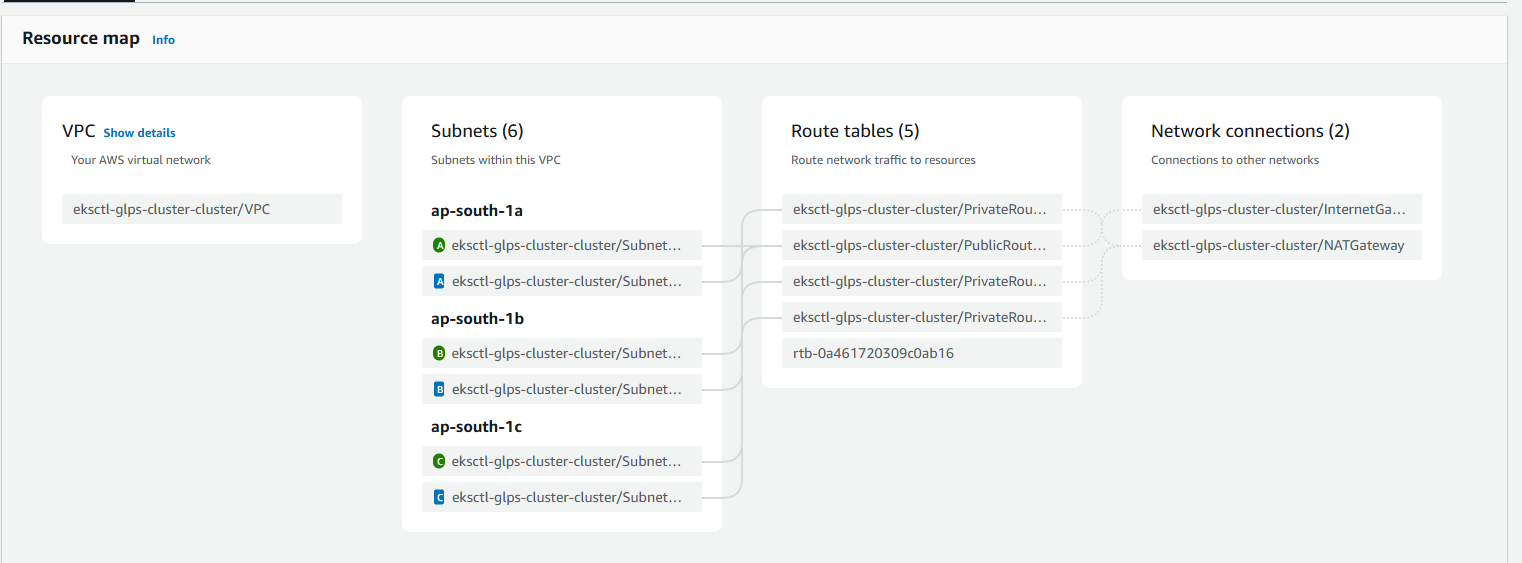 Resource map Info
VPC Show details
Your AWS virtual network
eksctl-glps-cluster-cluster/VPC
Subnets (6)
Subnets within this VPC
ap-south-1a
A eksctl-glps-cluster-cluster/Subnet...
A eksctl-glps-cluster-cluster/Subnet...
ap-south-1b
B eksctl-glps-cluster-cluster/Subnet...
B eksctl-glps-cluster-cluster/Subnet...
ap-south-1c
C eksctl-glps-cluster-cluster/Subnet...
C eksctl-glps-cluster-cluster/Subnet...
Route tables (5)
Route network traffic to resources
eksctl-glps-cluster-cluster/PrivateRou...
eksctl-glps-cluster-cluster/PublicRout...
eksctl-glps-cluster-cluster/PrivateRou...
eksctl-glps-cluster-cluster/PrivateRou...
rtb-0a461720309c0ab16
Network connections (2)
Connections to other networks
eksctl-glps-cluster-cluster/InternetGa...
eksctl-glps-cluster-cluster/NATGateway